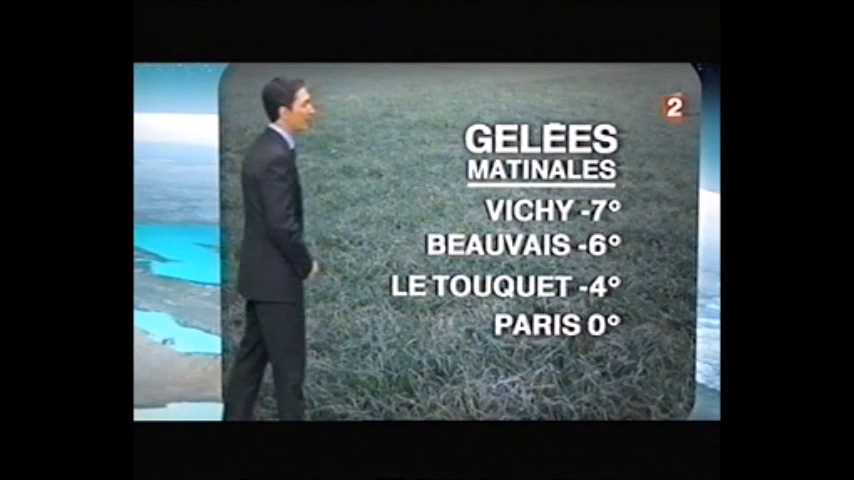 2
GELÉES
MATINALES
VICHY -7°
BEAUVAIS -6°
LE TOUQUET -4°
PARIS 0°